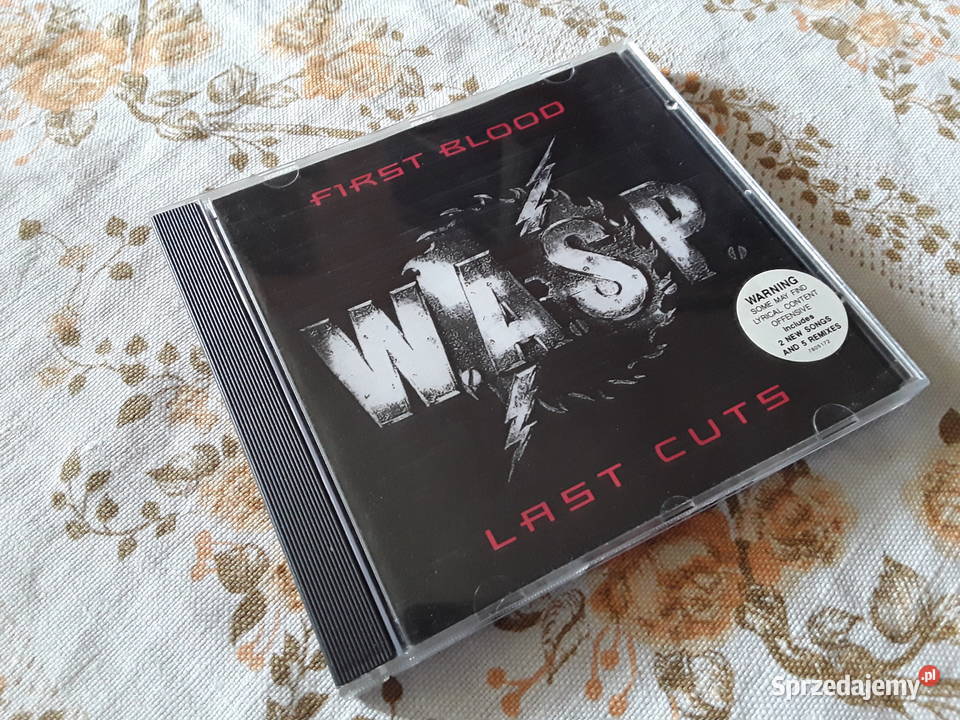 FIRST BLOOD
W.A.S.P.
WARNING
SOME MAY FIND
LYRICAL CONTENT
OFFENSIVE
Includes
2 NEW SONGS
AND 5 REMIXES
LAST CUTS
Sprzedajemy.pl